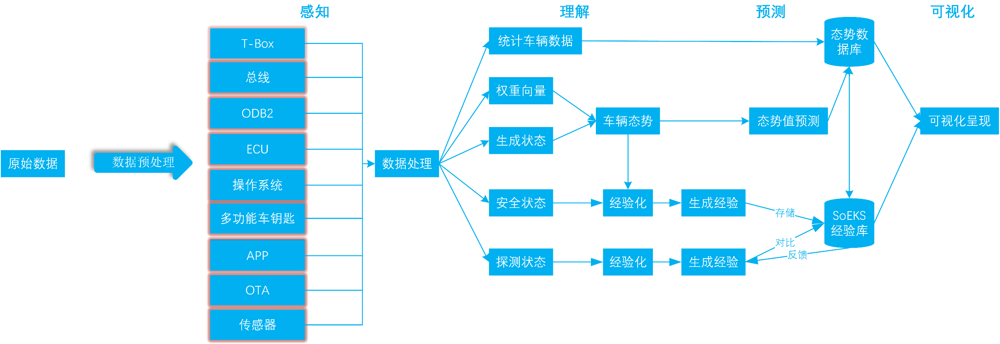 感知
理解
预测
可视化
原始数据
数据预处理
T-Box
总线
ODB2
ECU
操作系统
多功能车钥匙
APP
OTA
传感器
数据处理
统计车辆数据
权重向量
生成状态
安全状态
探测状态
车辆态势
经验化
经验化
生成经验
生成经验
态势值预测
存储
对比
反馈
态势数
据库
SoEKS
经验库
可视化呈现